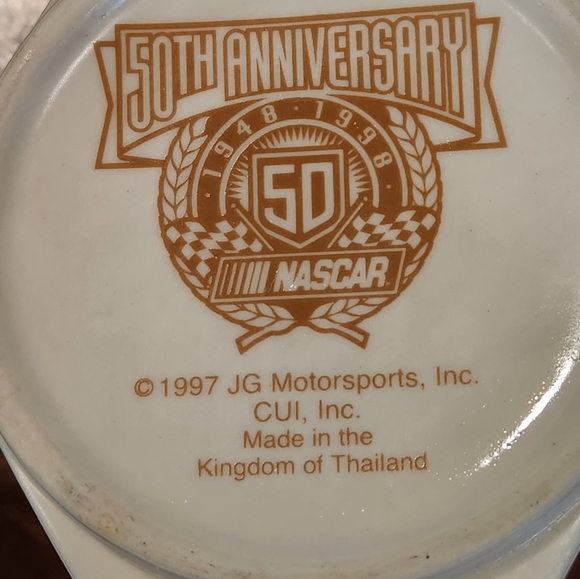 50TH ANNIVERSARY
1948 · 1998
50
NASCAR
©1997 JG Motorsports, Inc.
CUI, Inc.
Made in the
Kingdom of Thailand